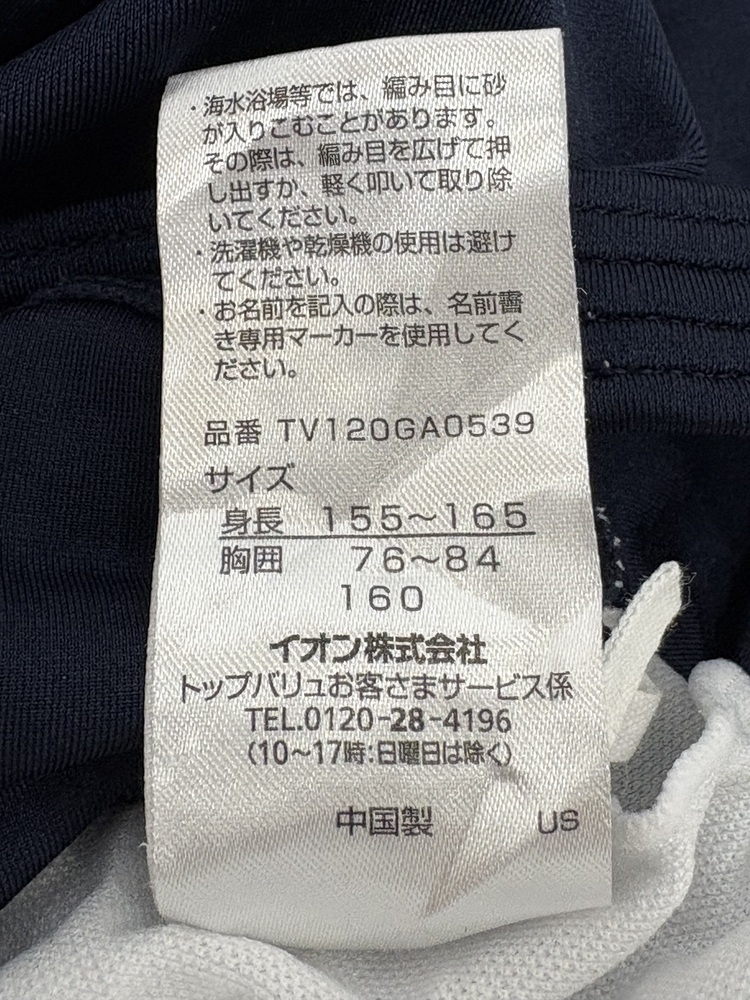 ・海水浴場等では、編み目に砂
が入りこむことがあります。
その際は、編み目を広げて押
し出すか、軽く叩いて取り除
いてください。
・洗濯機や乾燥機の使用は避け
てください。
・お名前を記入の際は、名前書
き専用マーカーを使用してく
ださい。
品番 TV120GA0539
サイズ
身長 155～165
胸囲 76～84
160
イオン株式会社
トップバリュお客さまサービス係
TEL.0120-28-4196
(10～17時:日曜日は除く)
中国製 US